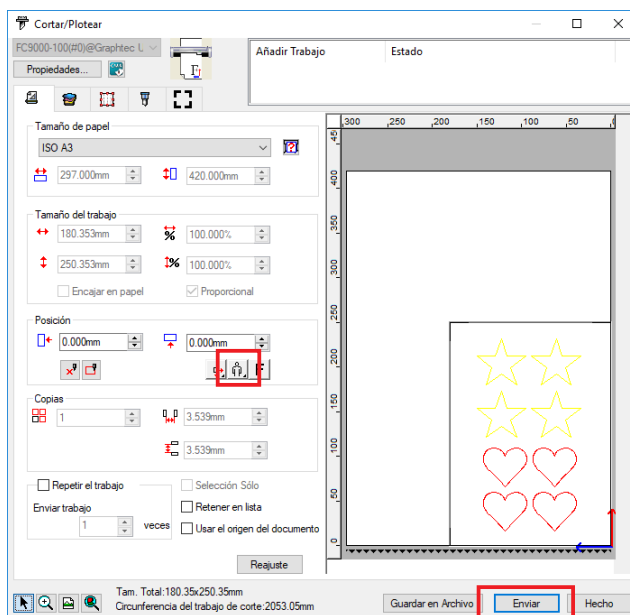 Cortar/Plotear
FC9000-100(#0)@Graphtec L
Propiedades...
Añadir Trabajo Estado
Tamaño de papel
ISO A3
297.000mm 420.000mm
Tamaño del trabajo
180.353mm % 100.000%
250.353mm % 100.000%
Encajar en papel Proporcional
Posición
0.000mm 0.000mm
F
Copias
1 3.539mm
3.539mm
Repetir el trabajo Selección Sólo
Enviar trabajo Retener en lista
1 veces Usar el origen del documento
Reajuste
300 250 200 150 100 50
45
400
350
300
250
200
150
100
50
0
Tam. Total:180.35x250.35mm
Circunferencia del trabajo de corte:2053.05mm
Guardar en Archivo Enviar Hecho